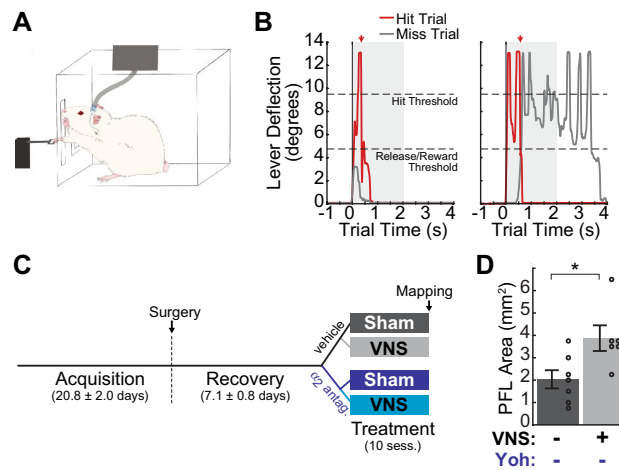 A
B
Hit Trial
Miss Trial
Lever Deflection
(degrees)
14
12
10
8
6
4
2
0
Hit Threshold
Release/Reward
Threshold
-1 0 1 2 3 4
Trial Time (s)
-1 0 1 2 3 4
Trial Time (s)
C
Surgery
Mapping
Acquisition
(20.8 ± 2.0 days)
Recovery
(7.1 ± 0.8 days)
vehicle
α2 antag.
Sham
VNS
Sham
VNS
Treatment
(10 sess.)
D
*
PFL Area (mm²)
7
6
5
4
3
2
1
0
VNS: - +
Yoh: - -